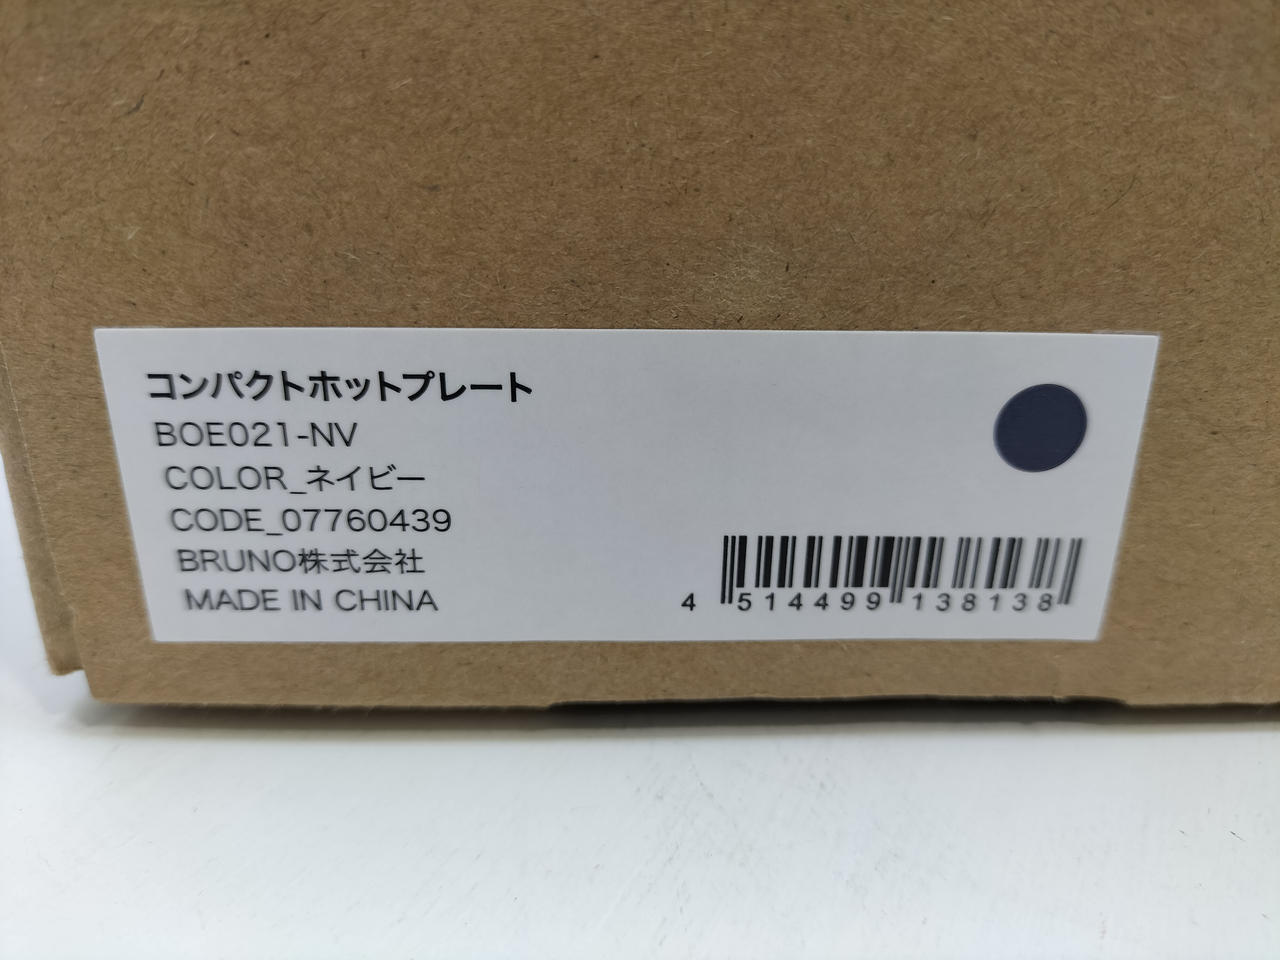 コンパクトホットプレート
BOE021-NV
COLOR_ネイビー
CODE_07760439
BRUNO株式会社
MADE IN CHINA
4 514499 138138